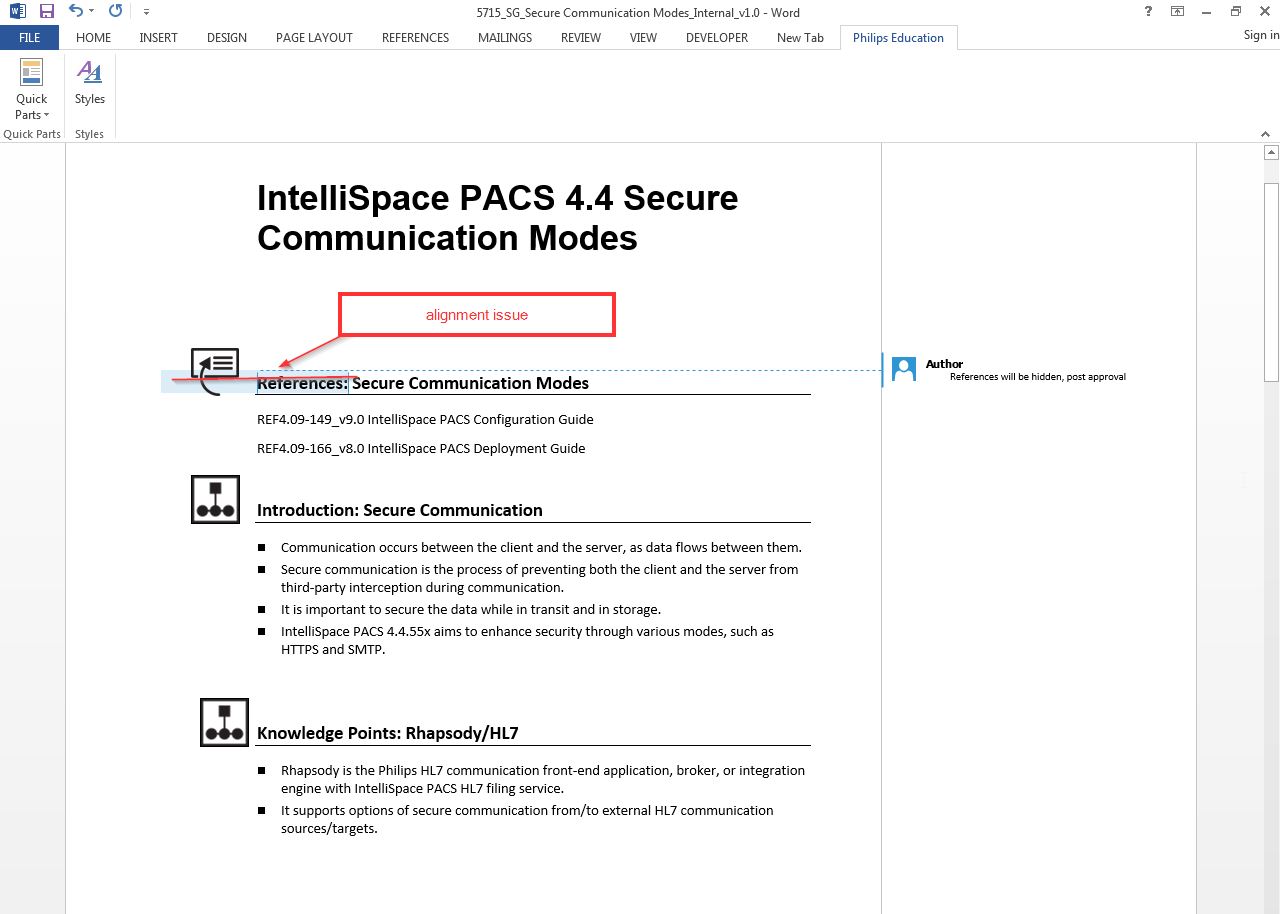 5715_SG_Secure Communication Modes_Internal_v1.0 - Word
?
FILE HOME INSERT DESIGN PAGE LAYOUT REFERENCES MAILINGS REVIEW VIEW DEVELOPER New Tab Philips Education Sign in
Quick Parts
Styles
Quick Parts Styles
IntelliSpace PACS 4.4 Secure
Communication Modes
alignment issue
References: Secure Communication Modes
Author
References will be hidden, post approval
REF4.09-149_v9.0 IntelliSpace PACS Configuration Guide
REF4.09-166_v8.0 IntelliSpace PACS Deployment Guide
Introduction: Secure Communication
■ Communication occurs between the client and the server, as data flows between them.
■ Secure communication is the process of preventing both the client and the server from
third-party interception during communication.
■ It is important to secure the data while in transit and in storage.
■ IntelliSpace PACS 4.4.55x aims to enhance security through various modes, such as
HTTPS and SMTP.
Knowledge Points: Rhapsody/HL7
■ Rhapsody is the Philips HL7 communication front-end application, broker, or integration
engine with IntelliSpace PACS HL7 filing service.
■ It supports options of secure communication from/to external HL7 communication
sources/targets.